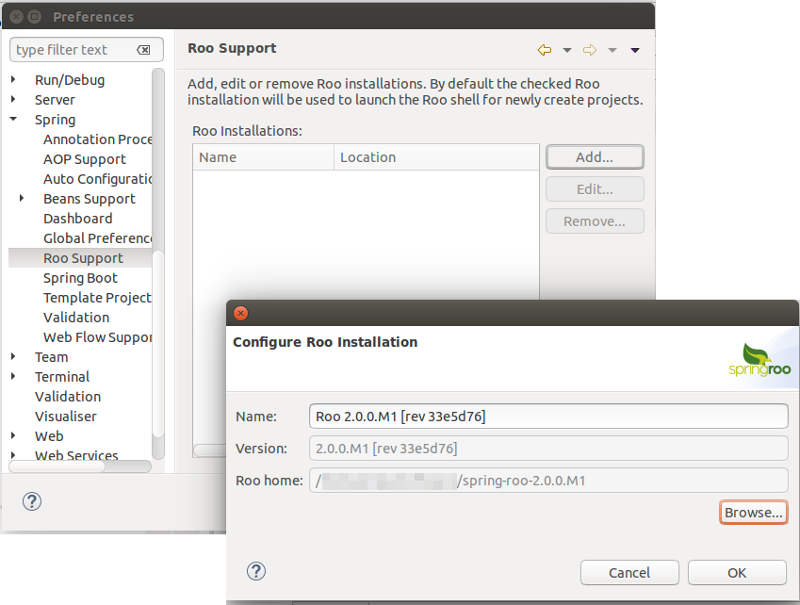 Preferences
type filter text
Run/Debug
Server
Spring
Annotation Proce
AOP Support
Auto Configuratio
Beans Support
Dashboard
Global Preference
Roo Support
Spring Boot
Template Project
Validation
Web Flow Suppor
Team
Terminal
Validation
Visualiser
Web
Web Services
Roo Support
Add, edit or remove Roo installations. By default the checked Roo
installation will be used to launch the Roo shell for newly create projects.
Roo Installations:
Name Location
Add...
Edit...
Remove...
Configure Roo Installation
springroo
Name: Roo 2.0.0.M1 [rev 33e5d76]
Version: 2.0.0.M1 [rev 33e5d76]
Roo home: / /spring-roo-2.0.0.M1
Browse...
Cancel OK